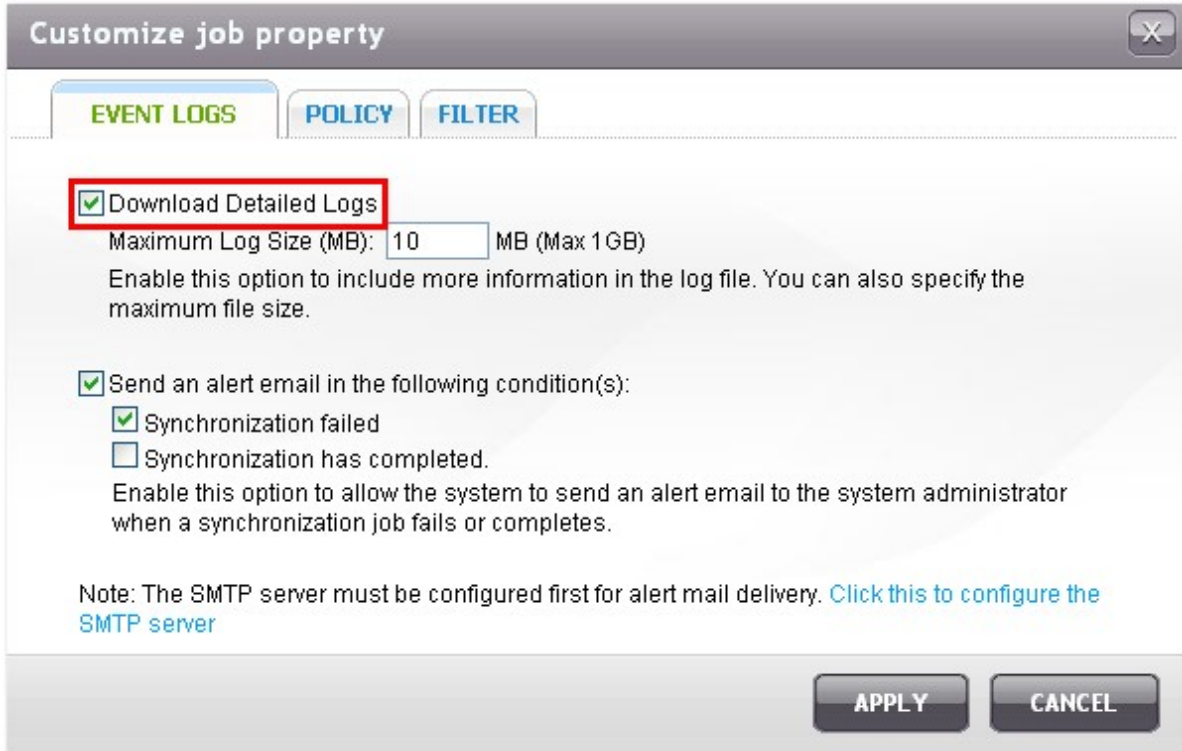 Customize job property
X
EVENT LOGS POLICY FILTER
Download Detailed Logs
Maximum Log Size (MB): 10 MB (Max 1GB)
Enable this option to include more information in the log file. You can also specify the
maximum file size.
Send an alert email in the following condition(s):
Synchronization failed
Synchronization has completed.
Enable this option to allow the system to send an alert email to the system administrator
when a synchronization job fails or completes.
Note: The SMTP server must be configured first for alert mail delivery. Click this to configure the
SMTP server
APPLY CANCEL